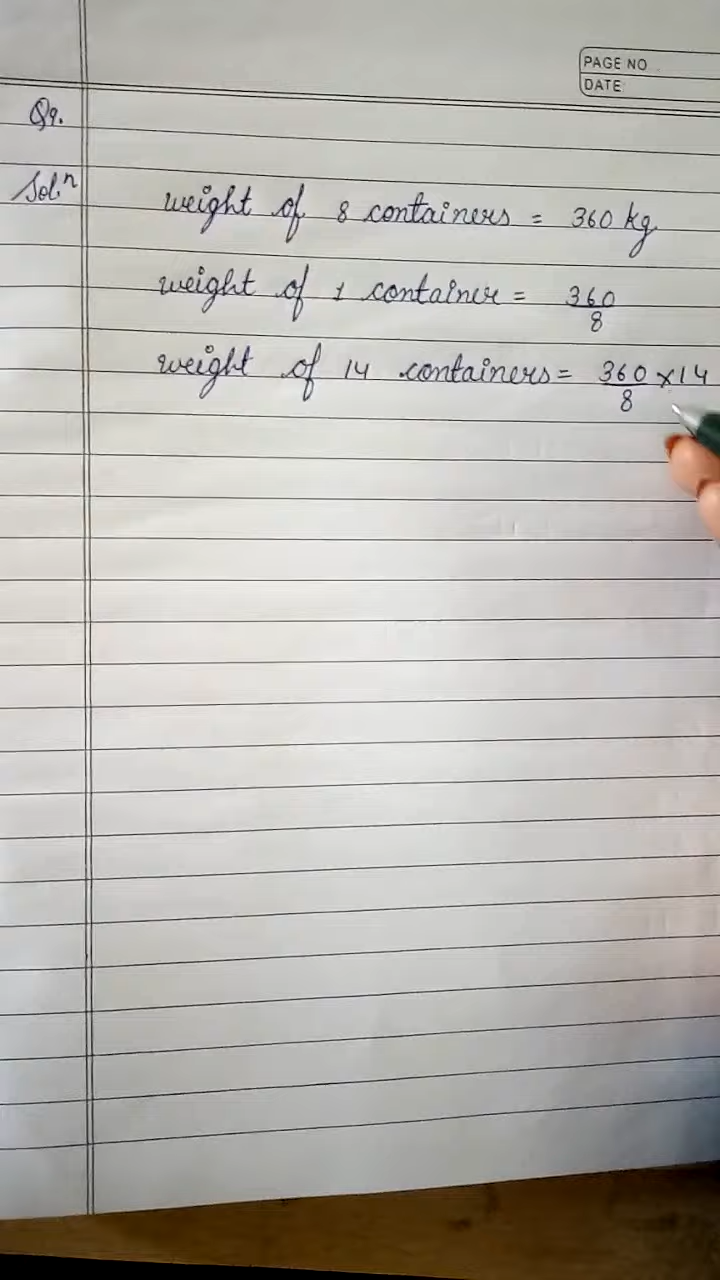 PAGE NO
DATE:
Q9.
Solⁿ
weight of 8 containers = 360 kg
weight of 1 container = 360/8
weight of 14 containers = 360/8 x 14